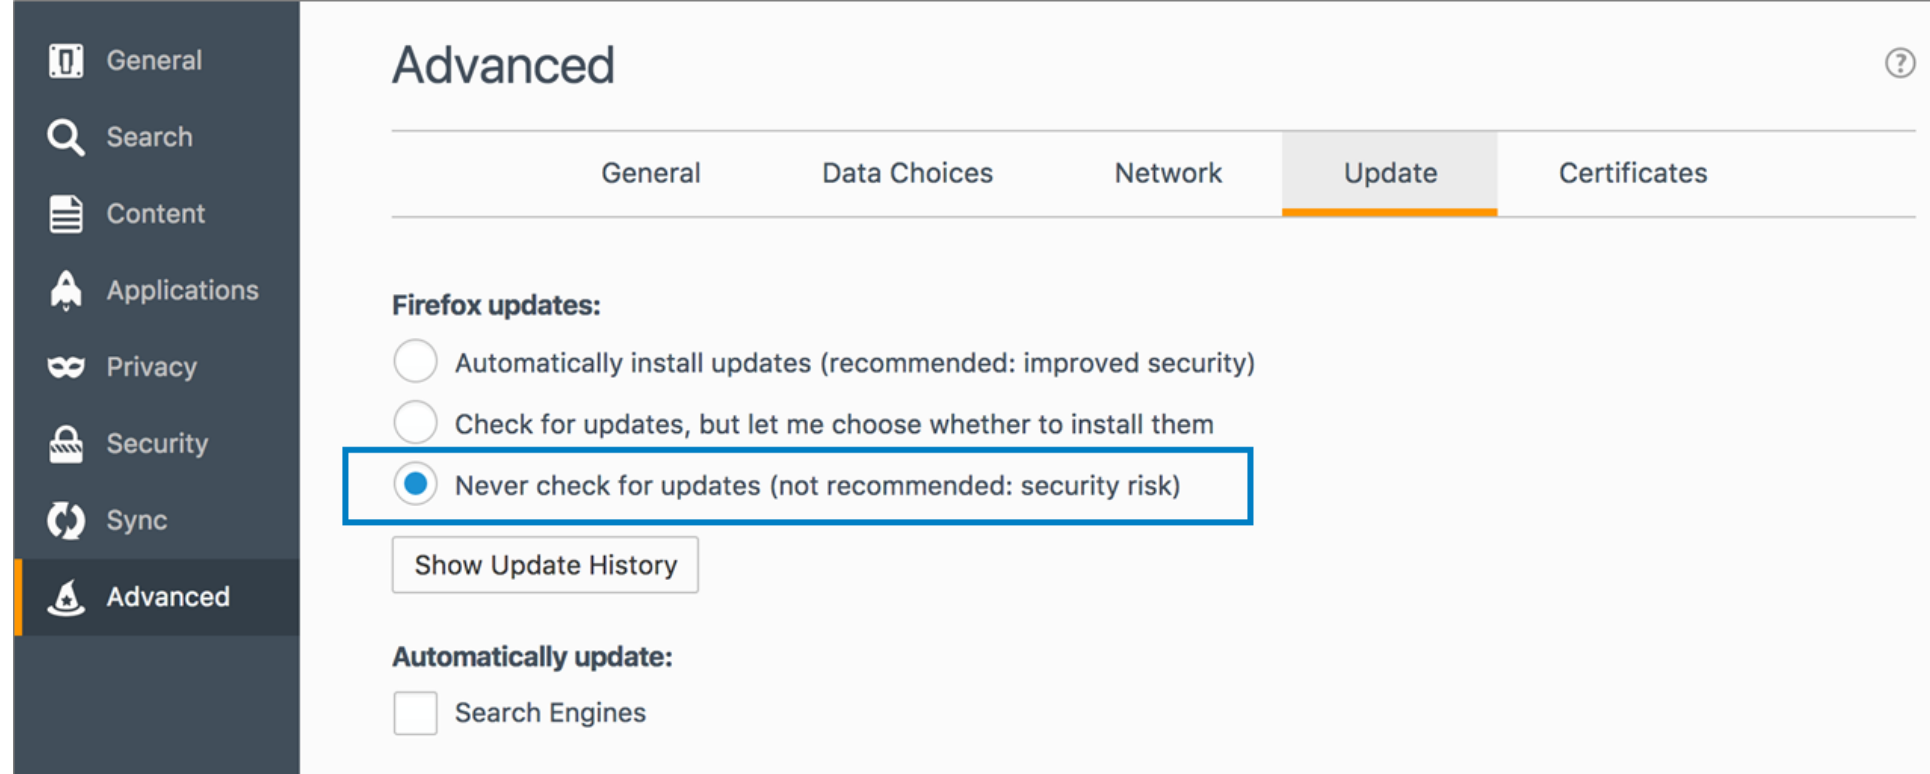 General
Search
Content
Applications
Privacy
Security
Sync
Advanced
Advanced
?
General Data Choices Network Update Certificates
Firefox updates:
Automatically install updates (recommended: improved security)
Check for updates, but let me choose whether to install them
Never check for updates (not recommended: security risk)
Show Update History
Automatically update:
Search Engines